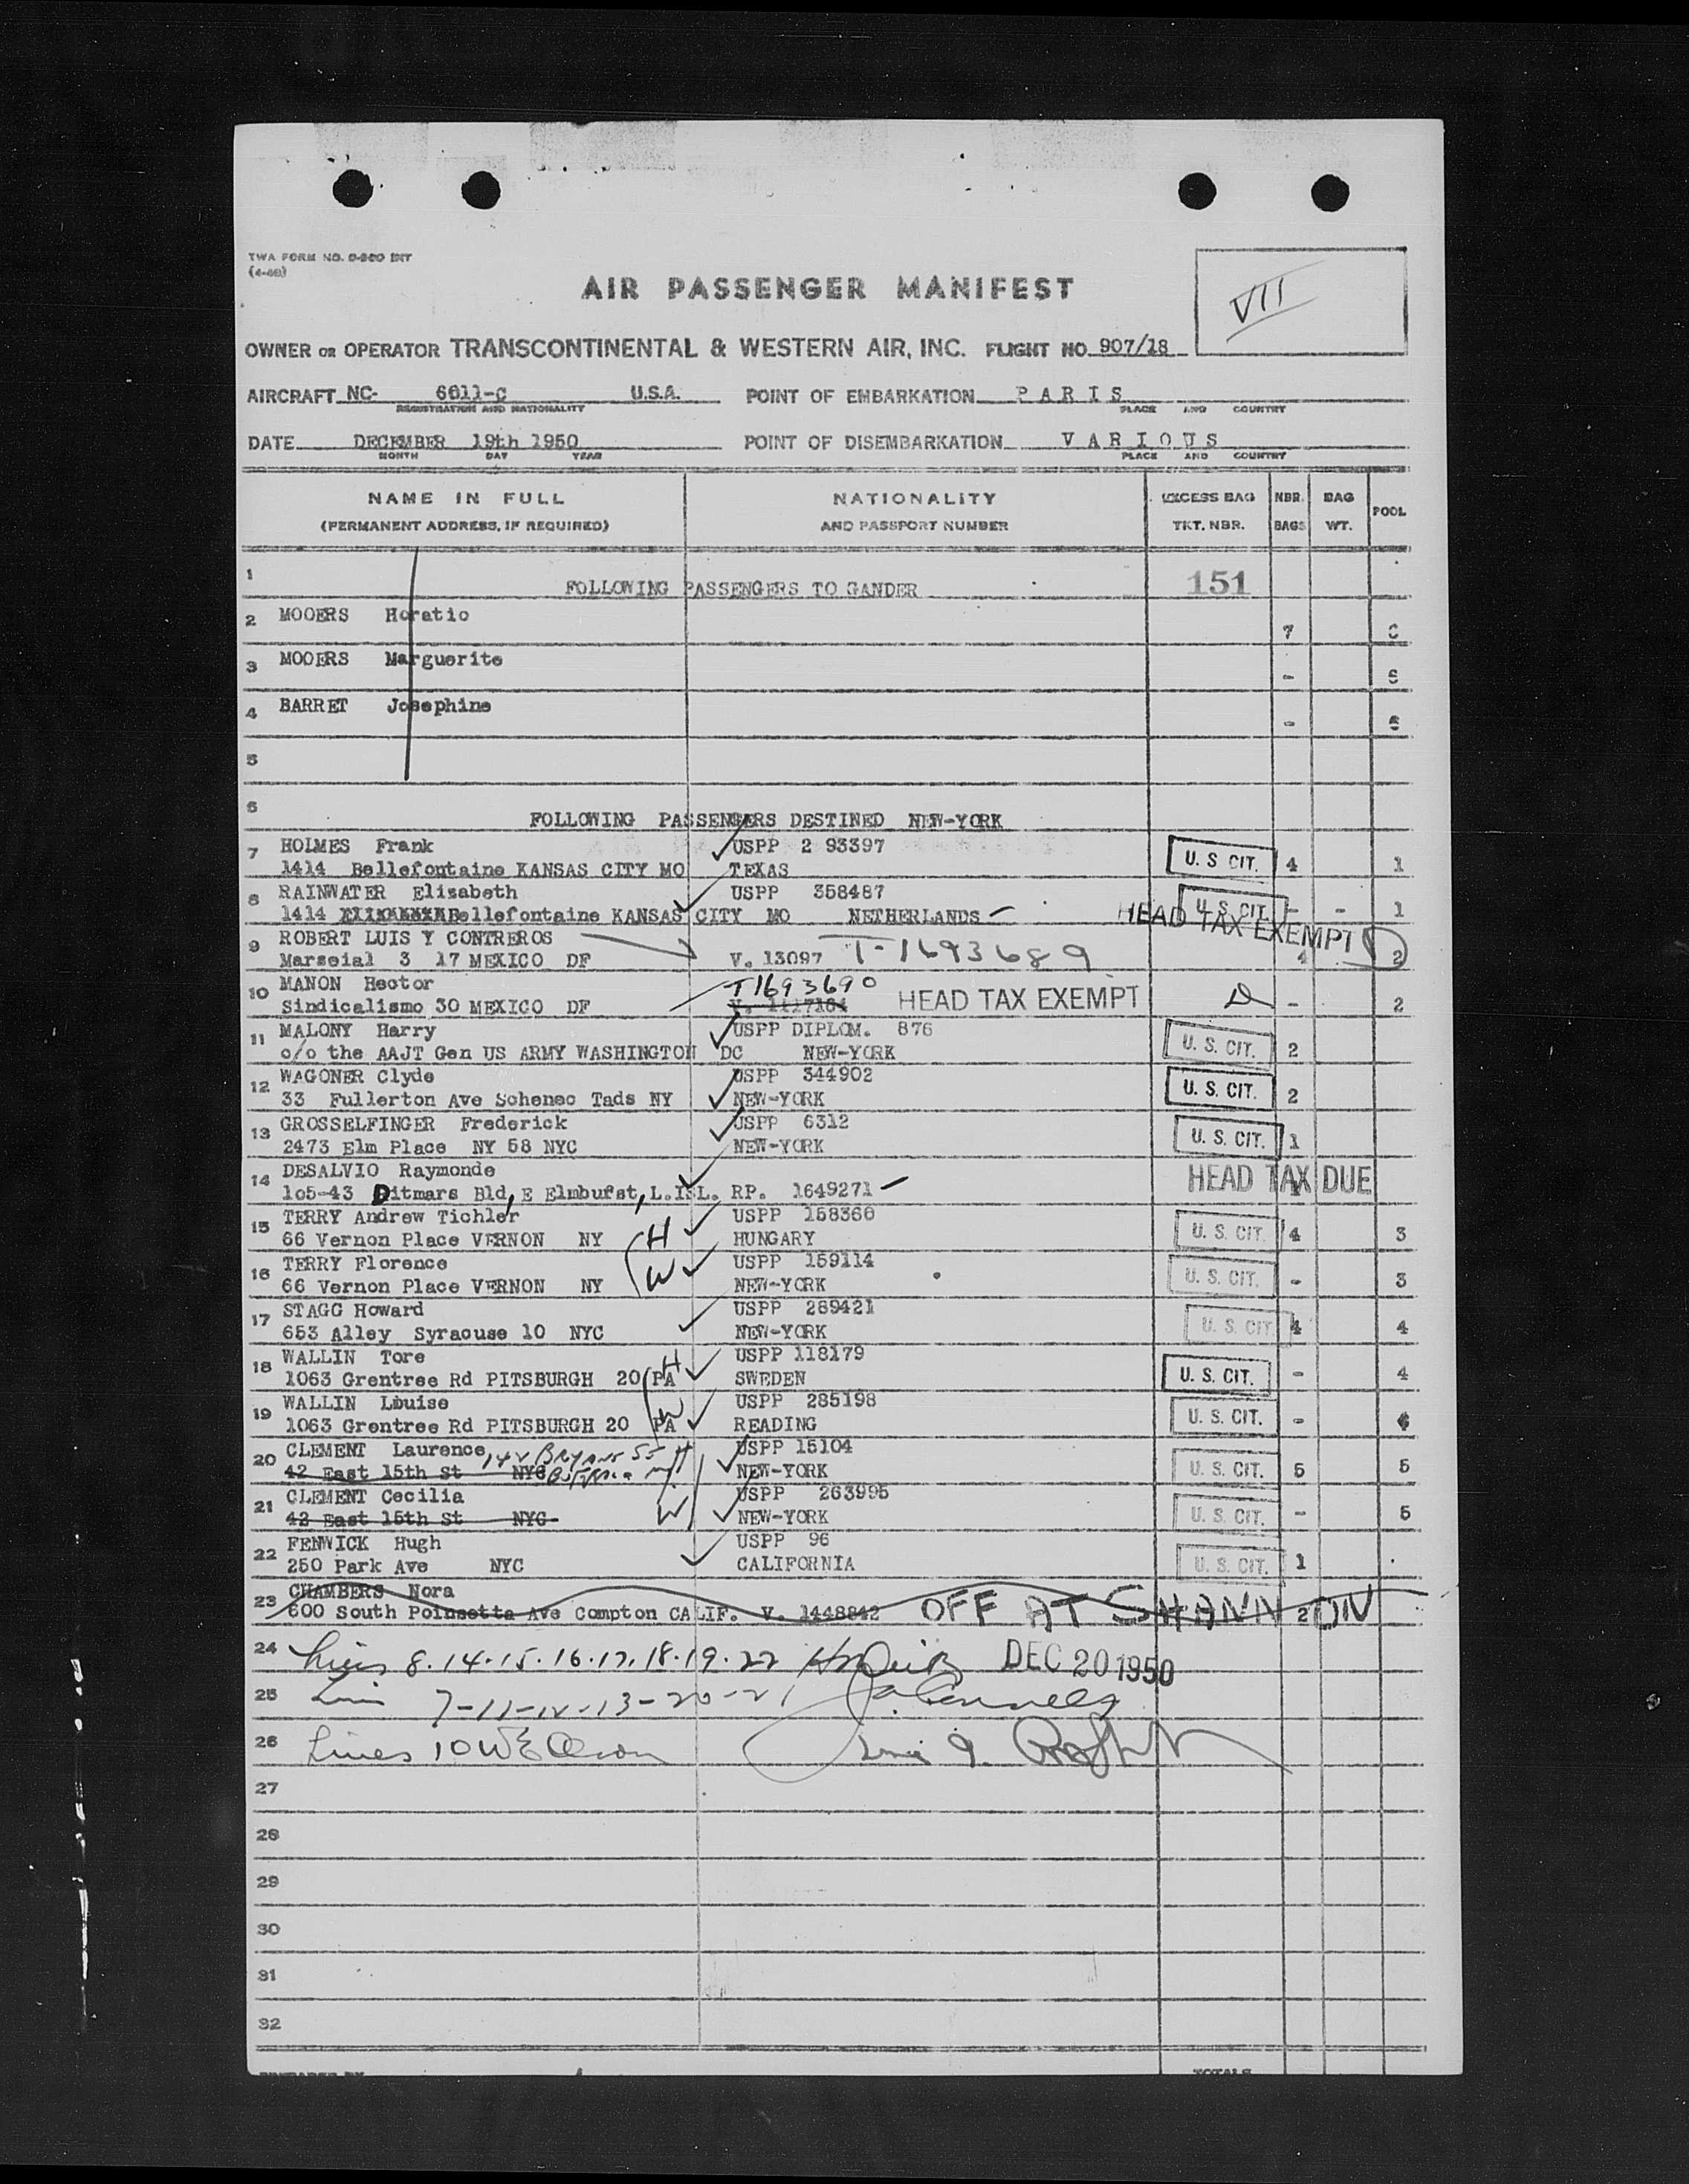 TWA FORM NO. 0-800 INT
(4-48)
VII
AIR PASSENGER MANIFEST
OWNER OR OPERATOR TRANSCONTINENTAL & WESTERN AIR, INC. FLIGHT NO. 907/18
AIRCRAFT NC- 6011-C U.S.A. POINT OF EMBARKATION P A R I S
REGISTRATION AND NATIONALITY PLACE AND COUNTRY
DATE DECEMBER 19th 1950 POINT OF DISEMBARKATION V A R I O U S
MONTH DAY YEAR PLACE AND COUNTRY
NAME IN FULL NATIONALITY EXCESS BAG NBR. BAG POOL
(PERMANENT ADDRESS, IF REQUIRED) AND PASSPORT NUMBER TKT. NBR. BAGS WT.
1 FOLLOWING PASSENGERS TO GANDER 151
2 MOOERS Horatio 7
3 MOOERS Marguerite -
4 BARRET Josephine -
5
6 FOLLOWING PASSENGERS DESTINED NEW-YORK
7 HOLMES Frank USPP 2 93397 U. S CIT. 4 1
1414 Bellefontaine KANSAS CITY MO TEXAS
8 RAINWATER Elisabeth USPP 358487 U. S. CIT. - - 1
1414 Bellefontaine KANSAS CITY MO NETHERLANDS - HEAD TAX EXEMPT
9 ROBERT LUIS Y CONTREROS
Marseial 3 17 MEXICO DF V. 13097 T-1693689 4 2
10 MANON Hector T1693690 HEAD TAX EXEMPT - 2
Sindicalismo 30 MEXICO DF V. 1117164
11 MALONY Harry USPP DIPLOM. 876 U. S. CIT. 2
c/o the AAJT Gen US ARMY WASHINGTON DC NEW-YORK
12 WAGONER Clyde USPP 344902 U. S. CIT. 2
33 Fullerton Ave Schenec Tads NY NEW-YORK
13 GROSSELFINGER Frederick USPP 6312 U. S. CIT. 1
2473 Elm Place NY 58 NYC NEW-YORK
14 DESALVIO Raymonde HEAD TAX DUE
105-43 Ditmars Bld, E Elmhurst, L.I. RP. 1649271 -
15 TERRY Andrew Tichler USPP 158360 U. S. CIT. 4 3
66 Vernon Place VERNON NY H HUNGARY
16 TERRY Florence USPP 159114 U. S. CIT. - 3
66 Vernon Place VERNON NY W NEW-YORK
17 STAGG Howard USPP 289421 U. S. CIT. 4 4
653 Alley Syracuse 10 NYC NEW-YORK
18 WALLIN Tore H USPP 118179 U. S. CIT. - 4
1063 Grentree Rd PITSBURGH 20 PA SWEDEN
19 WALLIN Louise W USPP 285198 U. S. CIT. - 4
1063 Grentree Rd PITSBURGH 20 PA READING
20 CLEMENT Laurence, 142 BRYANT ST H USPP 15104 U. S. CIT. 5 5
42 East 15th St NYC NEW-YORK
21 CLEMENT Cecilia W USPP 263995 U. S. CIT. - 5
42 East 15th St NYC NEW-YORK
22 FENWICK Hugh USPP 96 U. S. CIT. 1
250 Park Ave NYC CALIFORNIA
23 CHAMBERS Nora
600 South Poinsetta Ave Compton CALIF. V. 1448842 OFF AT SHANNON 2
24 Lines 8.14.15.16.17.18.19.22 DEC 20 1950
25 7-11-12-13-20-21
26 Lines 10
27
28
29
30
31
32
TOTALS